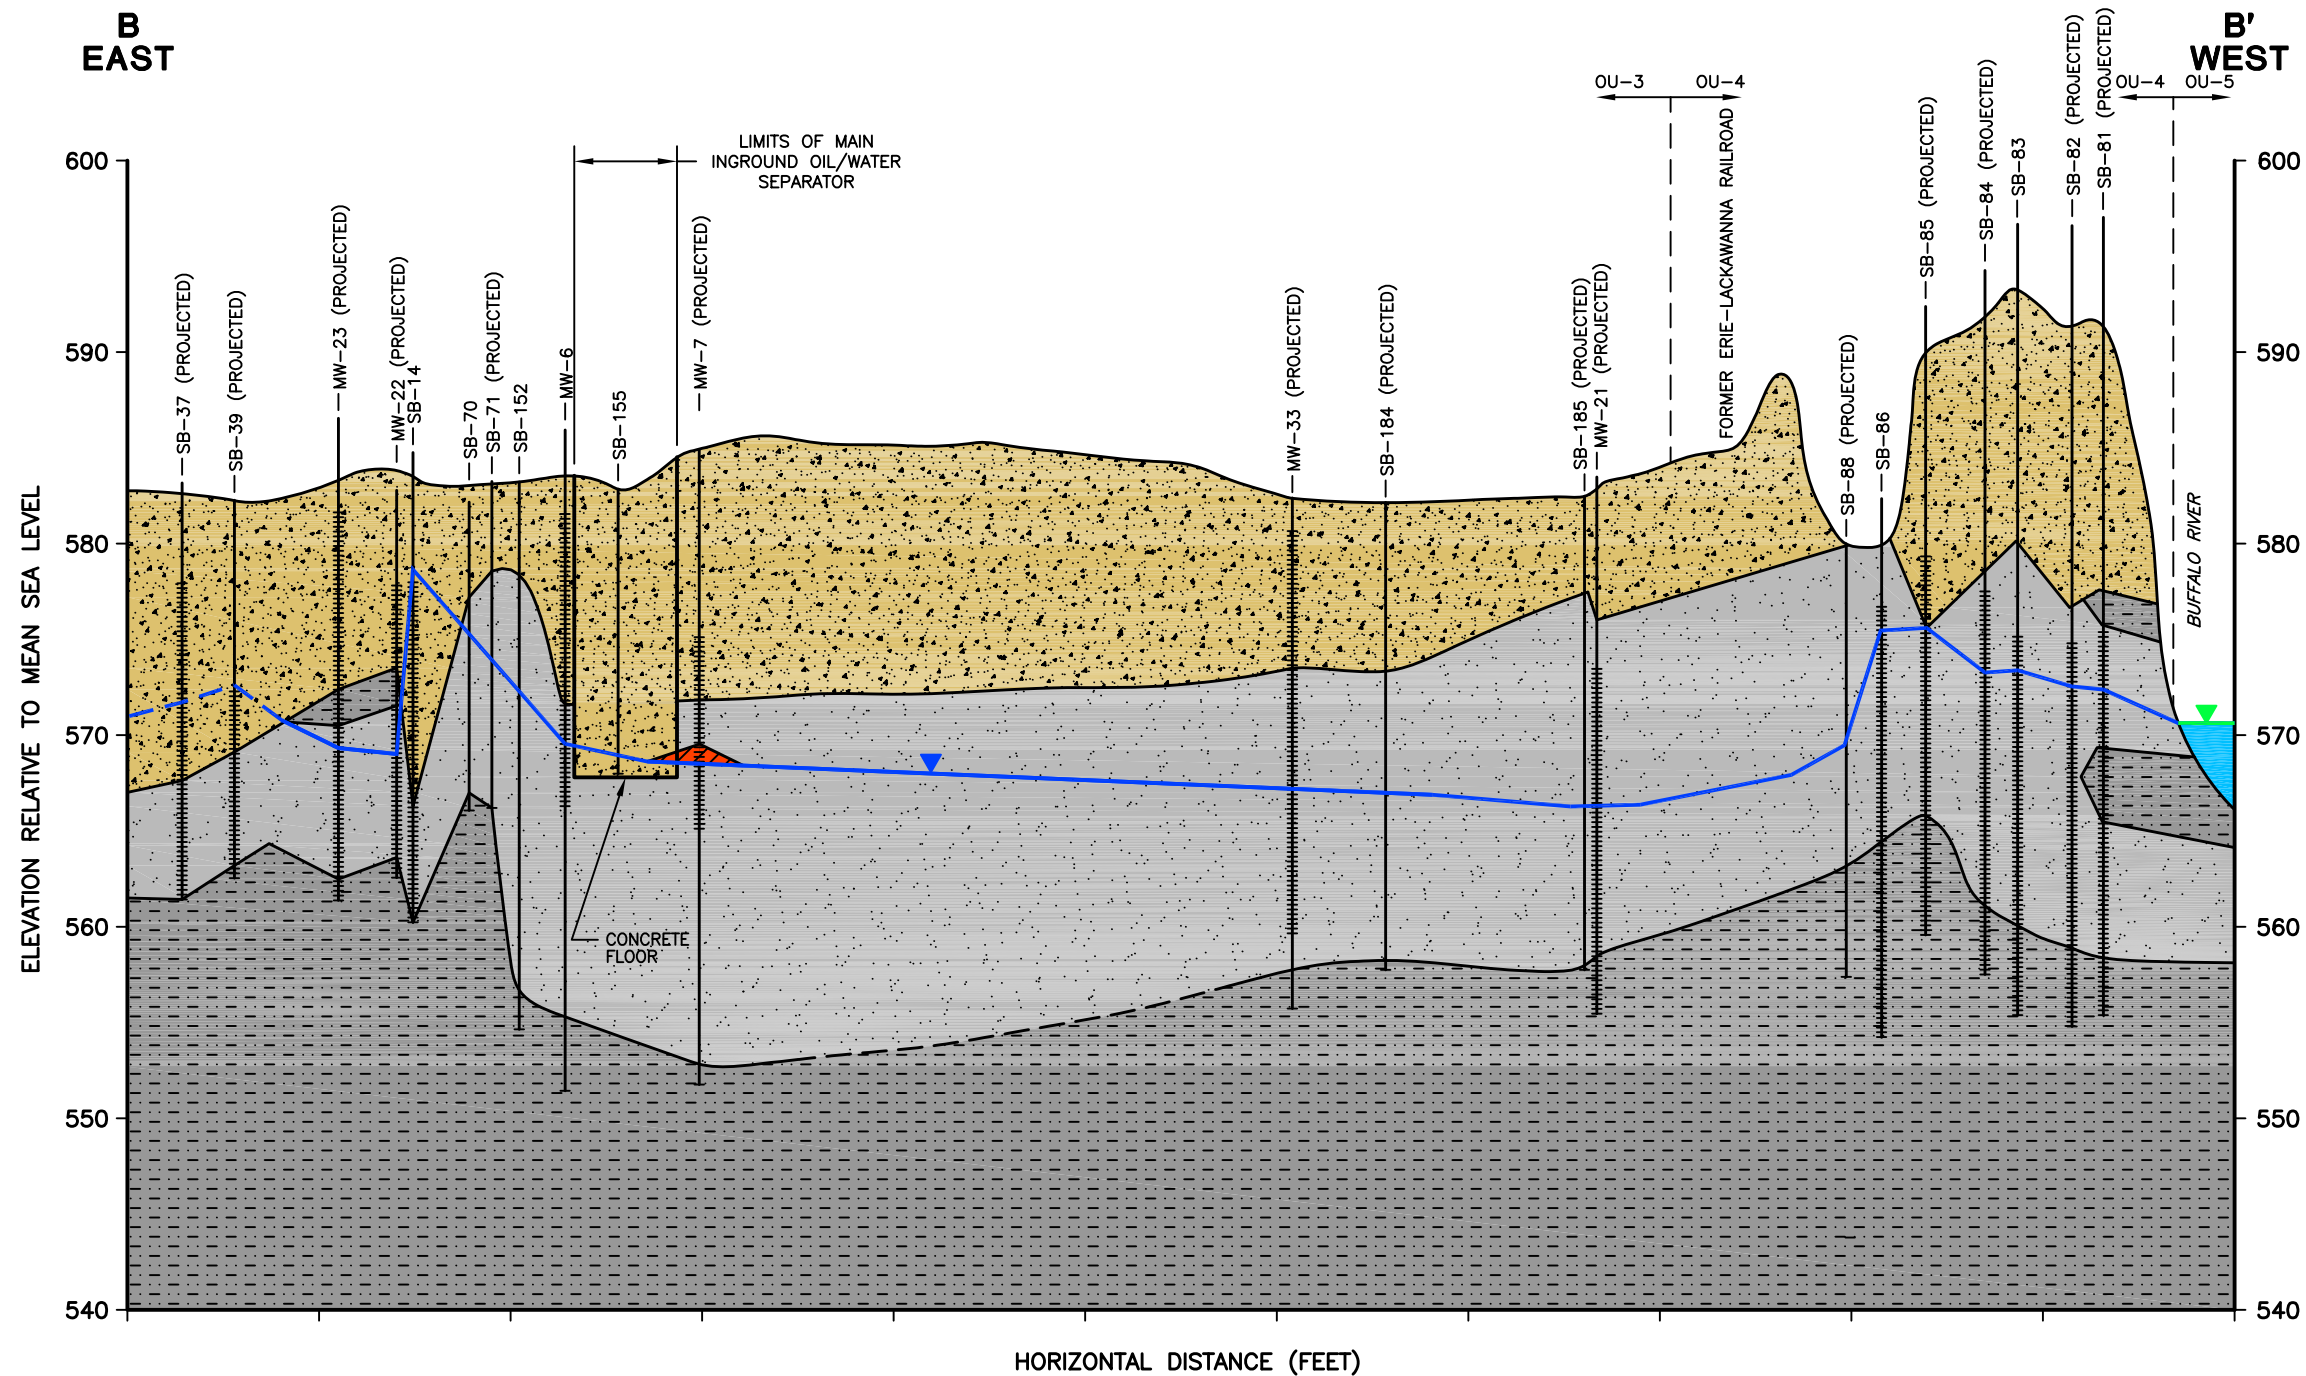 B
EAST
B'
WEST
OU-3
OU-4
OU-4
OU-5
LIMITS OF MAIN
INGROUND OIL/WATER
SEPARATOR
SB-37 (PROJECTED)
SB-39 (PROJECTED)
MW-23 (PROJECTED)
MW-22 (PROJECTED)
SB-14
SB-70
SB-71 (PROJECTED)
SB-152
MW-6
SB-155
MW-7 (PROJECTED)
MW-33 (PROJECTED)
SB-184 (PROJECTED)
SB-185 (PROJECTED)
MW-21 (PROJECTED)
FORMER ERIE-LACKAWANNA RAILROAD
SB-88 (PROJECTED)
SB-86
SB-85 (PROJECTED)
SB-84 (PROJECTED)
SB-83
SB-82 (PROJECTED)
SB-81 (PROJECTED)
BUFFALO RIVER
CONCRETE
FLOOR
ELEVATION RELATIVE TO MEAN SEA LEVEL
600
590
580
570
560
550
540
600
590
580
570
560
550
540
HORIZONTAL DISTANCE (FEET)